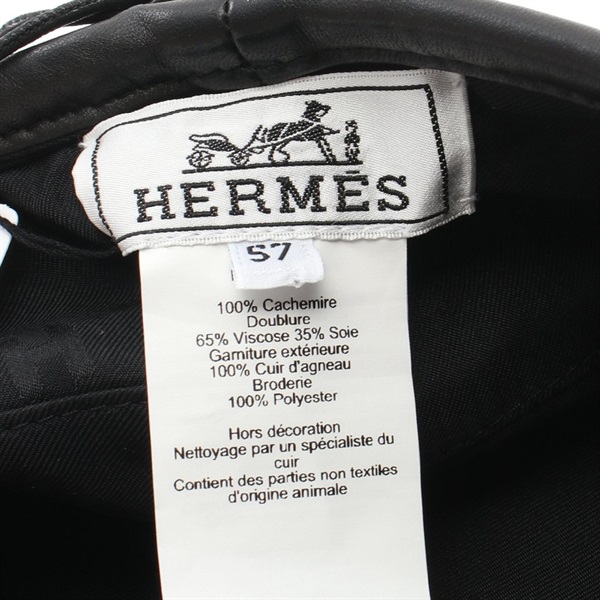 HERMÈS
57
100% Cachemire
Doublure
65% Viscose 35% Soie
Garniture extérieure
100% Cuir d'agneau
Broderie
100% Polyester
Hors décoration
Nettoyage par un spécialiste du
cuir
Contient des parties non textiles
d'origine animale